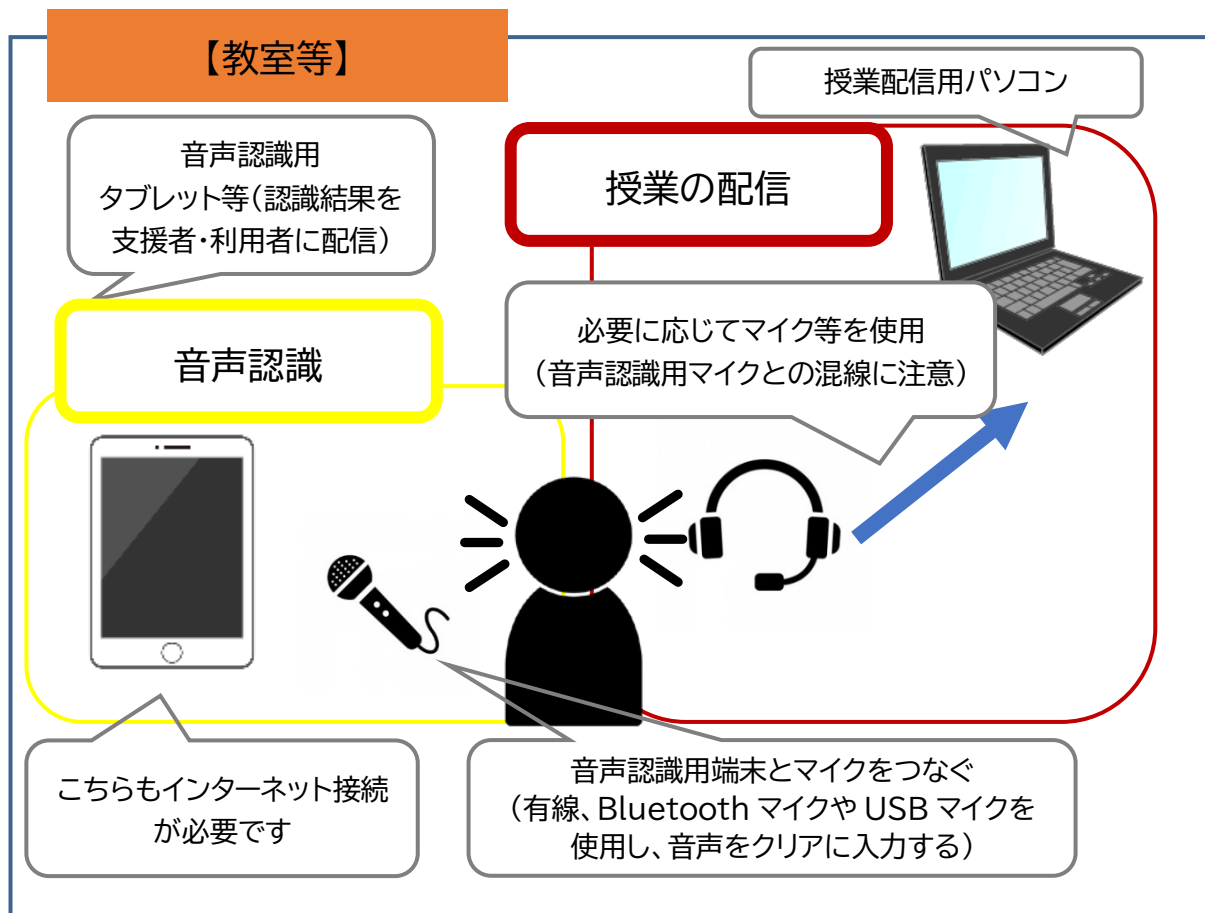 【教室等】
授業配信用パソコン
音声認識用
タブレット等(認識結果を
支援者・利用者に配信)
授業の配信
必要に応じてマイク等を使用
(音声認識用マイクとの混線に注意)
音声認識
こちらもインターネット接続
が必要です
音声認識用端末とマイクをつなぐ
(有線、Bluetooth マイクや USB マイクを
使用し、音声をクリアに入力する)